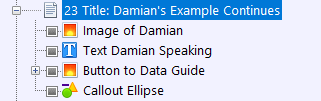 23 Title: Damian's Example Continues
Image of Damian
T Text Damian Speaking
Button to Data Guide
Callout Ellipse